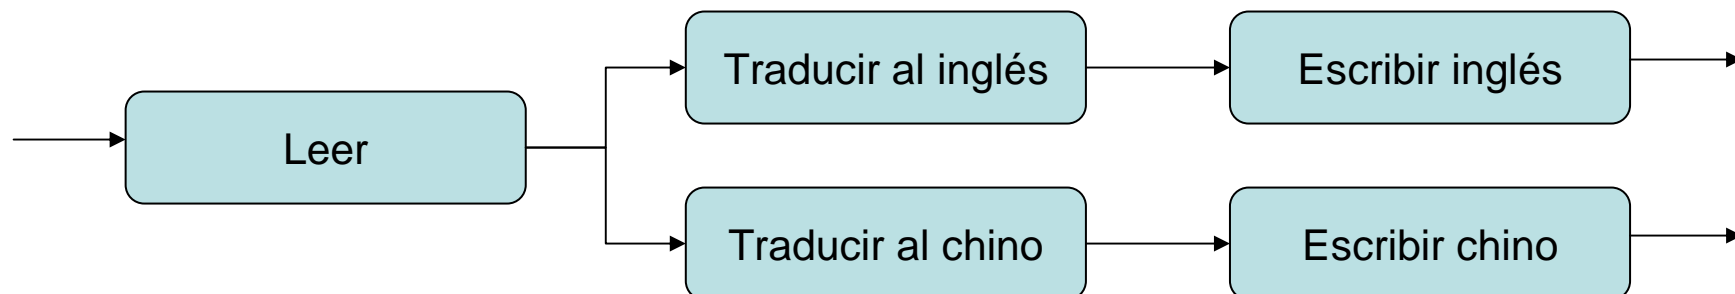 Traducir al inglés
Escribir inglés
Leer
Traducir al chino
Escribir chino